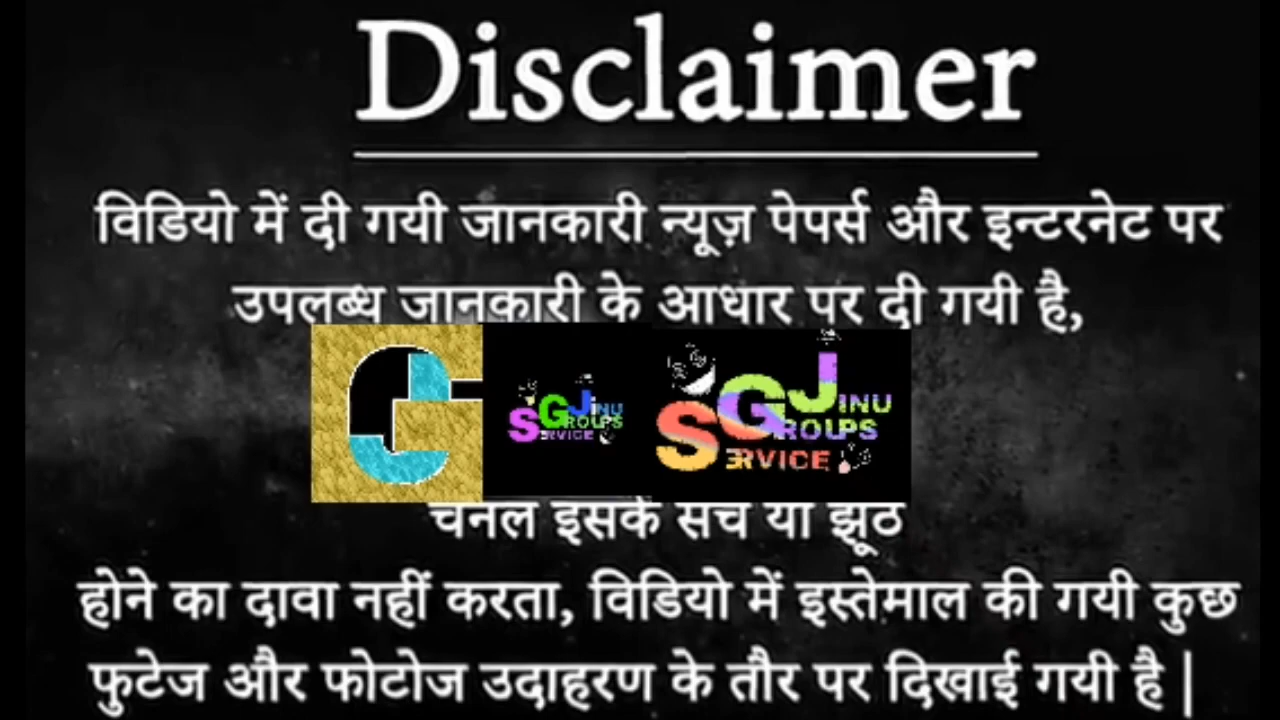 Disclaimer
विडियो में दी गयी जानकारी न्यूज़ पेपर्स और इन्टरनेट पर
उपलब्ध जानकारी के आधार पर दी गयी है,
SGJINU
GROUPS
SERVICE
SGJINU
GROUPS
SERVICE
चैनल इसके सच या झूठ
होने का दावा नहीं करता, विडियो में इस्तेमाल की गयी कुछ
फुटेज और फोटोज उदाहरण के तौर पर दिखाई गयी है |